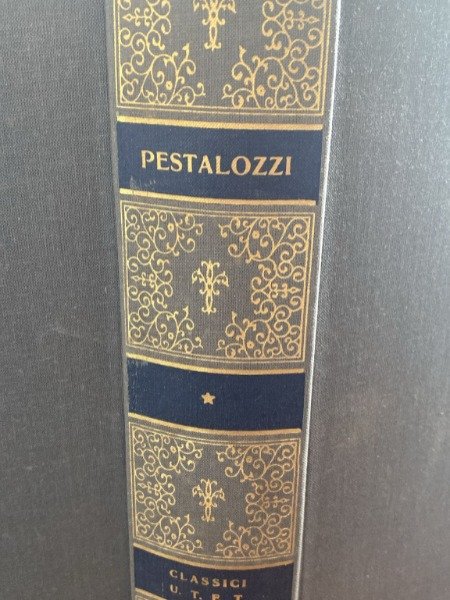 PESTALOZZI
CLASSICI
U. T. E T